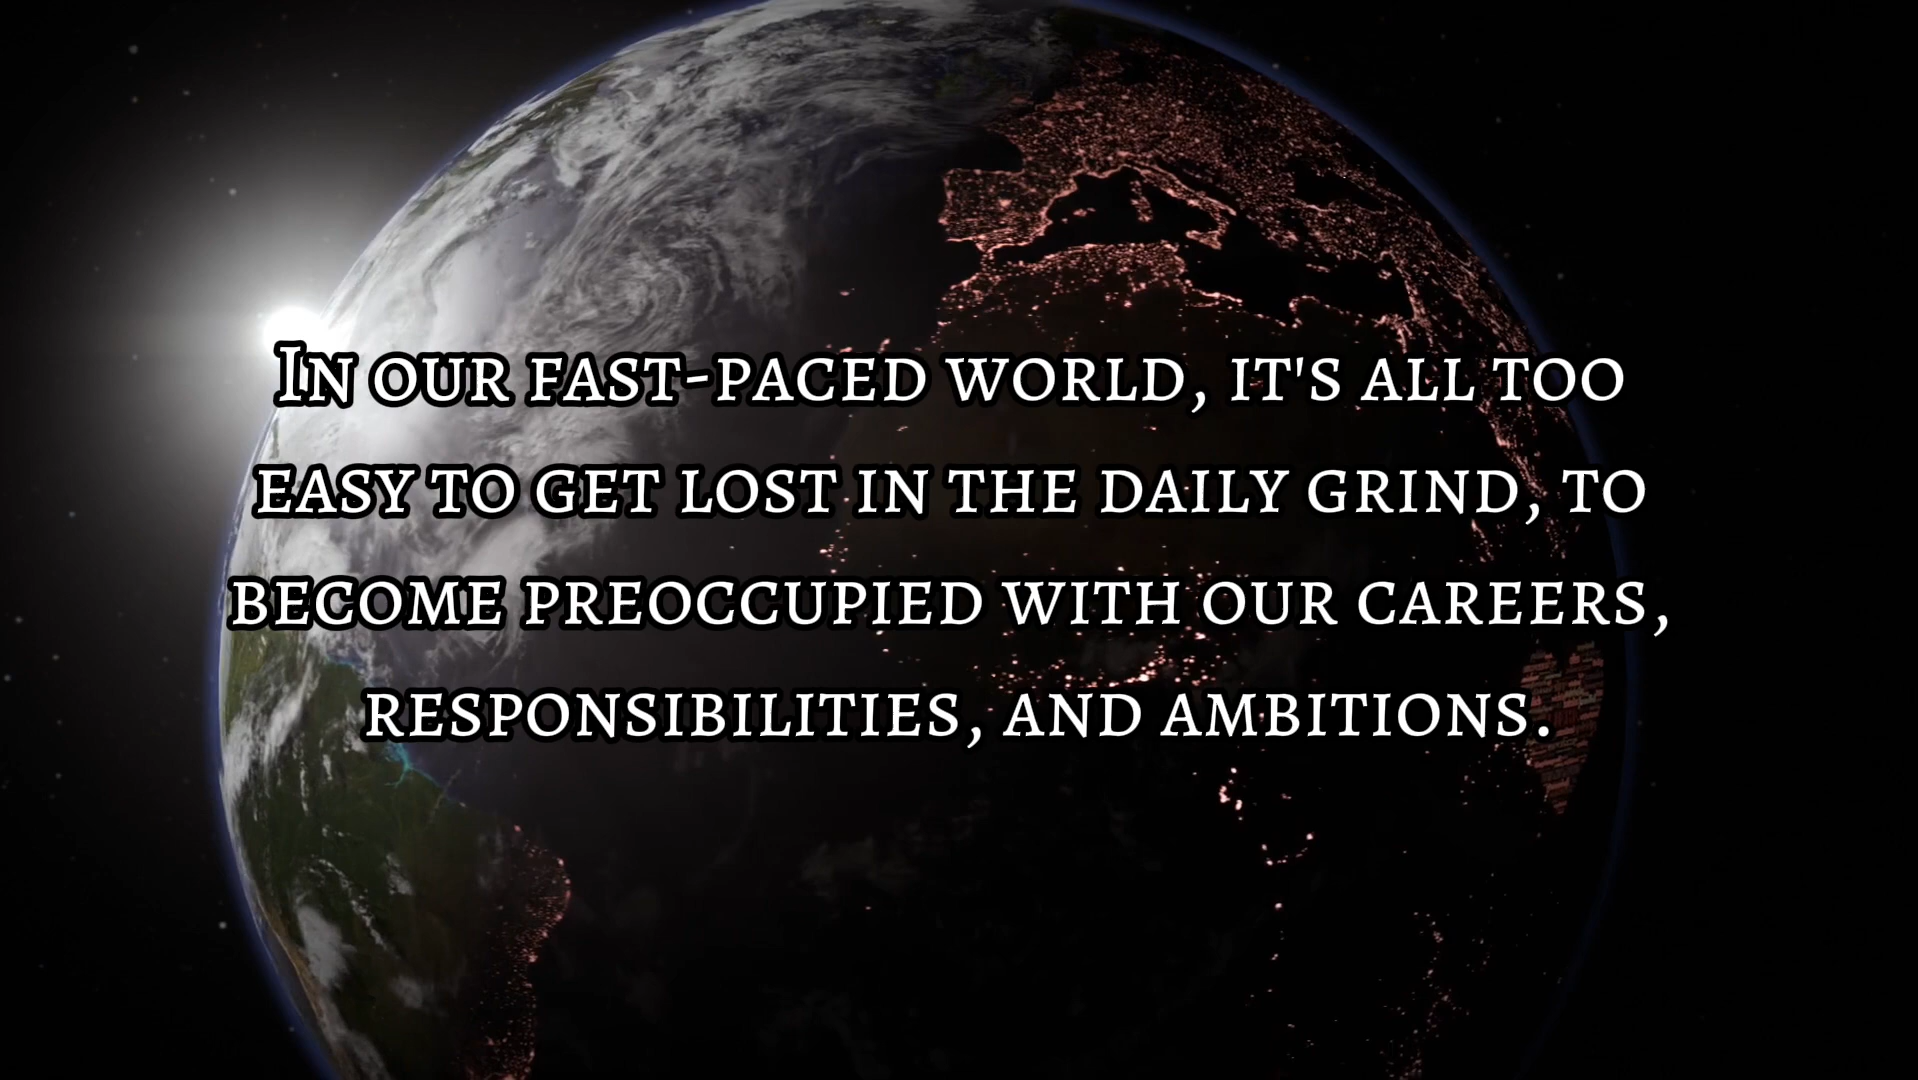 In our fast-paced world, it's all too
easy to get lost in the daily grind, to
become preoccupied with our careers,
responsibilities, and ambitions.